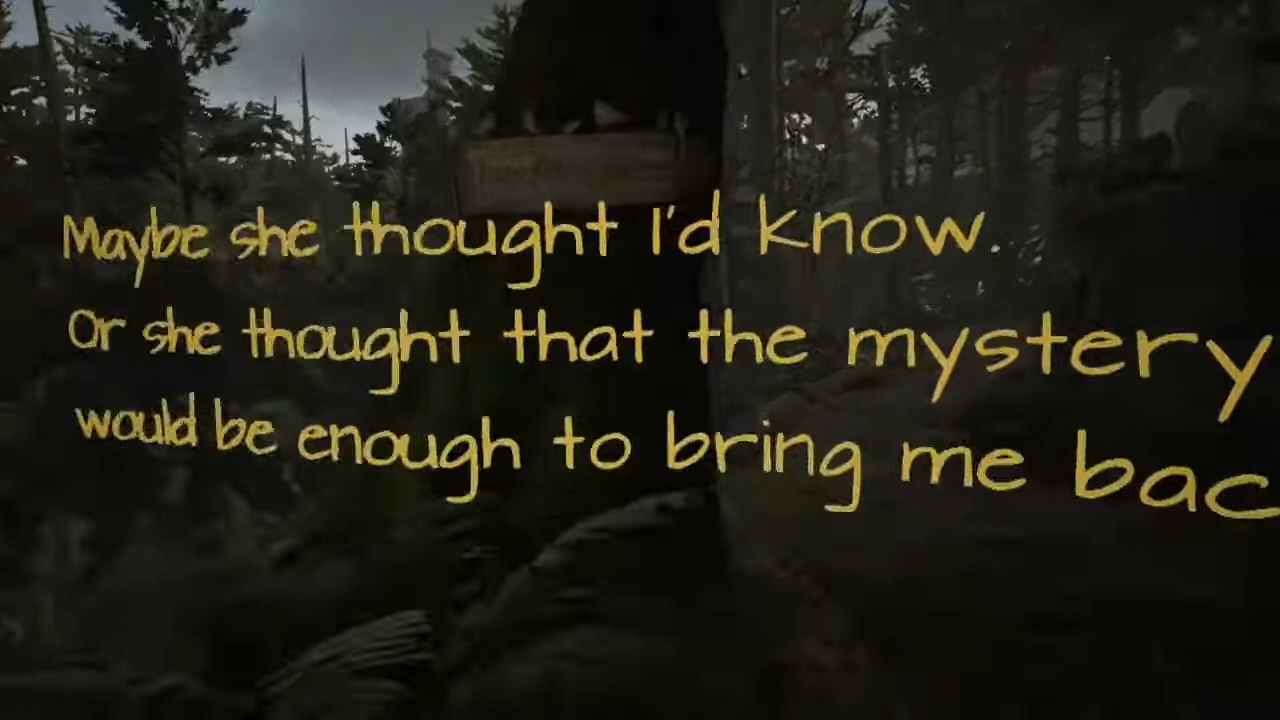 Maybe she thought I'd know.
Or she thought that the mystery
would be enough to bring me bac